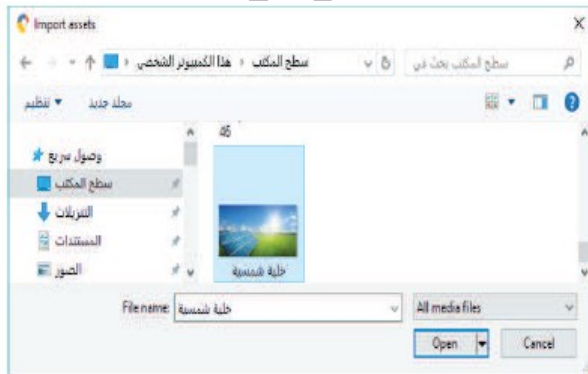 Import assets
هذا الكمبيوتر الشخصي › سطح المكتب
بحث في سطح المكتب
تنظيم مجلد جديد
46
وصول سريع
سطح المكتب
التنزيلات
المستندات
الصور
خلية شمسية
File name: خلية شمسية
All media files
Open
Cancel